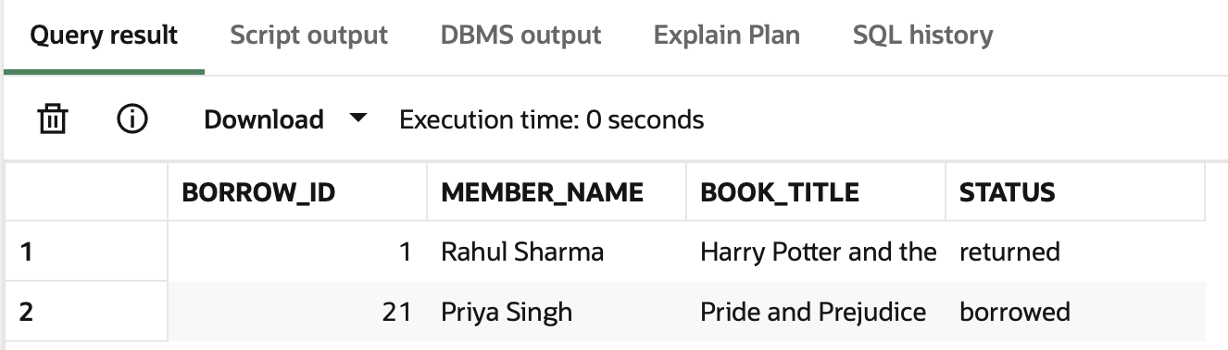 Query result Script output DBMS output Explain Plan SQL history
Download Execution time: 0 seconds
BORROW_ID MEMBER_NAME BOOK_TITLE STATUS
1 1 Rahul Sharma Harry Potter and the returned
2 21 Priya Singh Pride and Prejudice borrowed